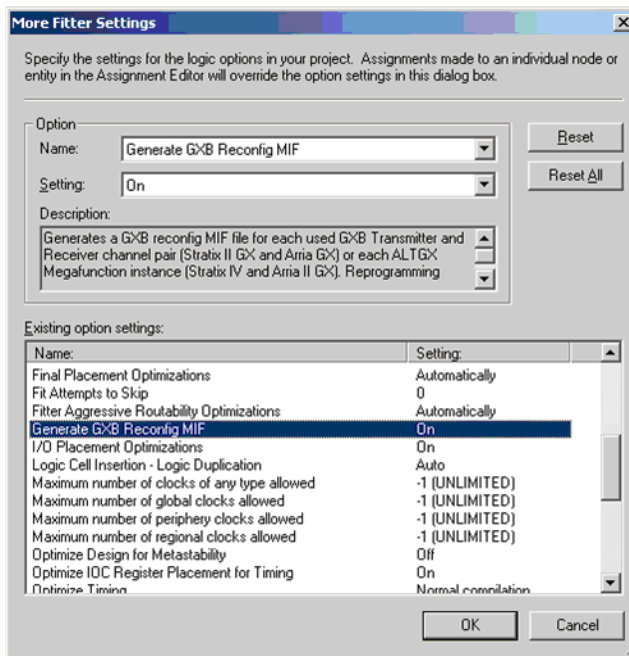 More Fitter Settings
Specify the settings for the logic options in your project. Assignments made to an individual node or
entity in the Assignment Editor will override the option settings in this dialog box.
Option
Name: Generate GXB Reconfig MIF
Reset
Setting: On
Reset All
Description:
Generates a GXB reconfig MIF file for each used GXB Transmitter and
Receiver channel pair (Stratix II GX and Arria GX) or each ALTGX
Megafunction instance (Stratix IV and Arria II GX). Reprogramming
Existing option settings:
Name: Setting:
Final Placement Optimizations Automatically
Fit Attempts to Skip 0
Fitter Aggressive Routability Optimizations Automatically
Generate GXB Reconfig MIF On
I/O Placement Optimizations On
Logic Cell Insertion - Logic Duplication Auto
Maximum number of clocks of any type allowed -1 (UNLIMITED)
Maximum number of global clocks allowed -1 (UNLIMITED)
Maximum number of periphery clocks allowed -1 (UNLIMITED)
Maximum number of regional clocks allowed -1 (UNLIMITED)
Optimize Design for Metastability Off
Optimize IOC Register Placement for Timing On
Optimize Timing Normal compilation
OK Cancel